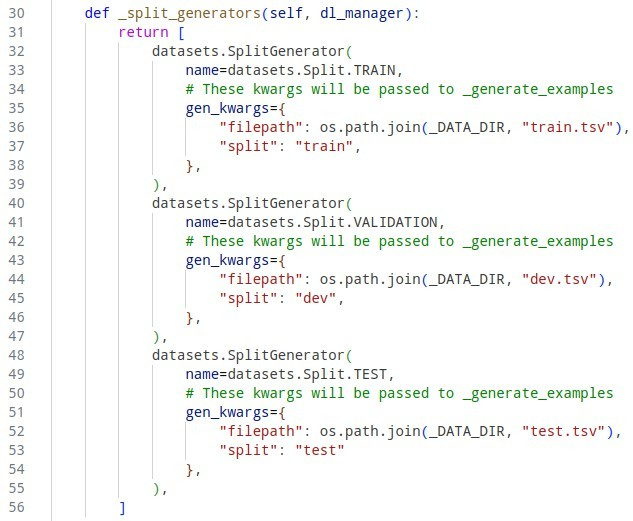 30    def _split_generators(self, dl_manager):
31        return [
32            datasets.SplitGenerator(
33                name=datasets.Split.TRAIN,
34                # These kwargs will be passed to _generate_examples
35                gen_kwargs={
36                    "filepath": os.path.join(_DATA_DIR, "train.tsv"),
37                    "split": "train",
38                },
39            ),
40            datasets.SplitGenerator(
41                name=datasets.Split.VALIDATION,
42                # These kwargs will be passed to _generate_examples
43                gen_kwargs={
44                    "filepath": os.path.join(_DATA_DIR, "dev.tsv"),
45                    "split": "dev",
46                },
47            ),
48            datasets.SplitGenerator(
49                name=datasets.Split.TEST,
50                # These kwargs will be passed to _generate_examples
51                gen_kwargs={
52                    "filepath": os.path.join(_DATA_DIR, "test.tsv"),
53                    "split": "test"
54                },
55            ),
56        ]